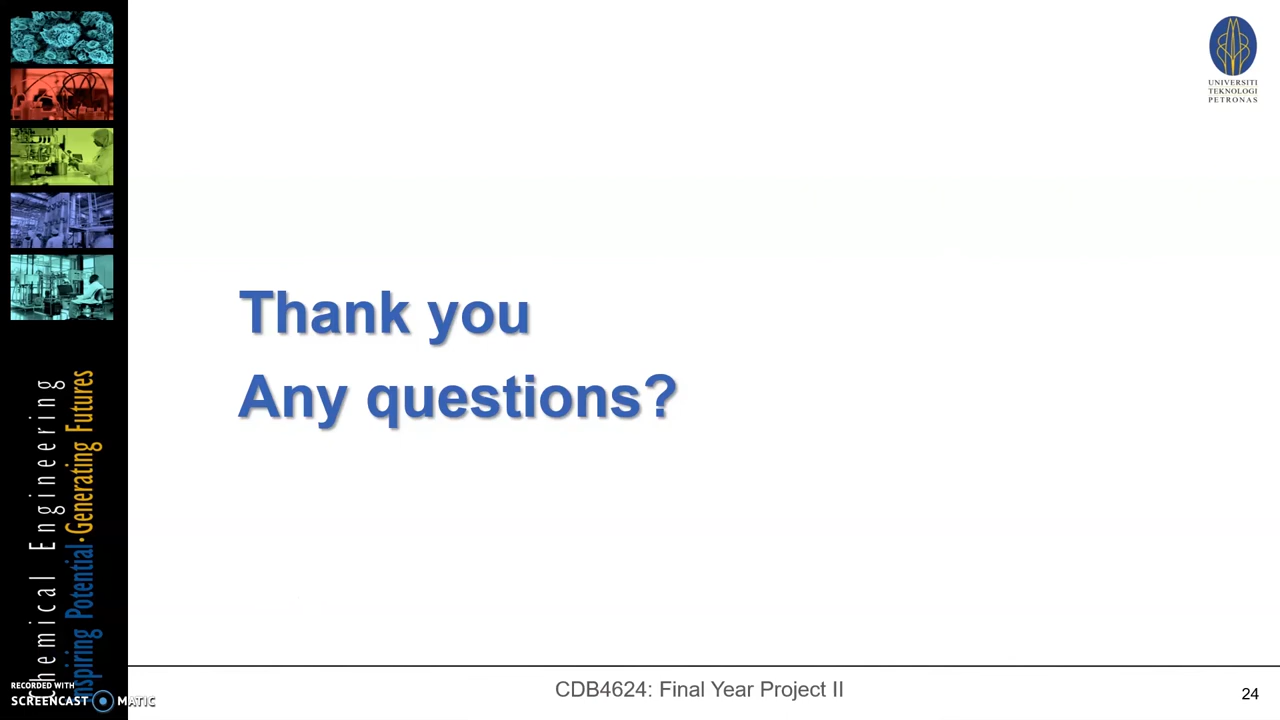 UNIVERSITI
TEKNOLOGI
PETRONAS
Thank you
Any questions?
Chemical Engineering
nspiring Potential · Generating Futures
RECORDED WITH
SCREENCAST MATIC
CDB4624: Final Year Project II
24